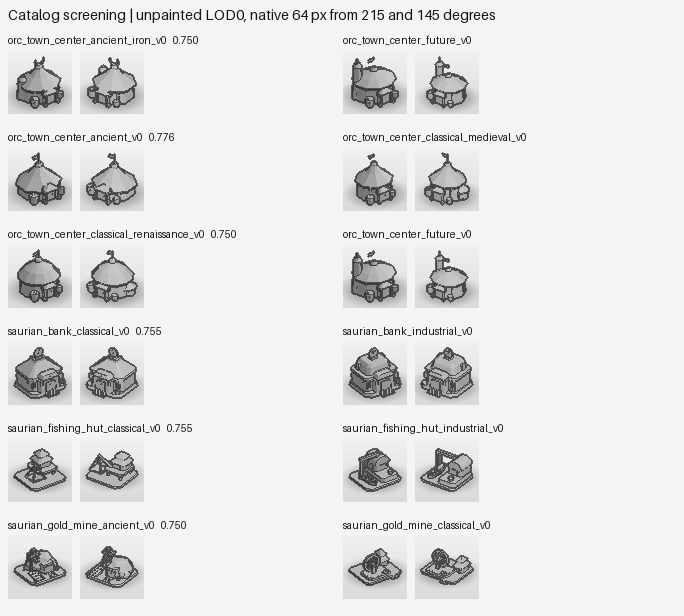 Catalog screening | unpainted LOD0, native 64 px from 215 and 145 degrees
orc_town_center_ancient_iron_v0 0.750
orc_town_center_future_v0
orc_town_center_ancient_v0 0.776
orc_town_center_classical_medieval_v0
orc_town_center_classical_renaissance_v0 0.750
orc_town_center_future_v0
saurian_bank_classical_v0 0.755
saurian_bank_industrial_v0
saurian_fishing_hut_classical_v0 0.755
saurian_fishing_hut_industrial_v0
saurian_gold_mine_ancient_v0 0.750
saurian_gold_mine_classical_v0